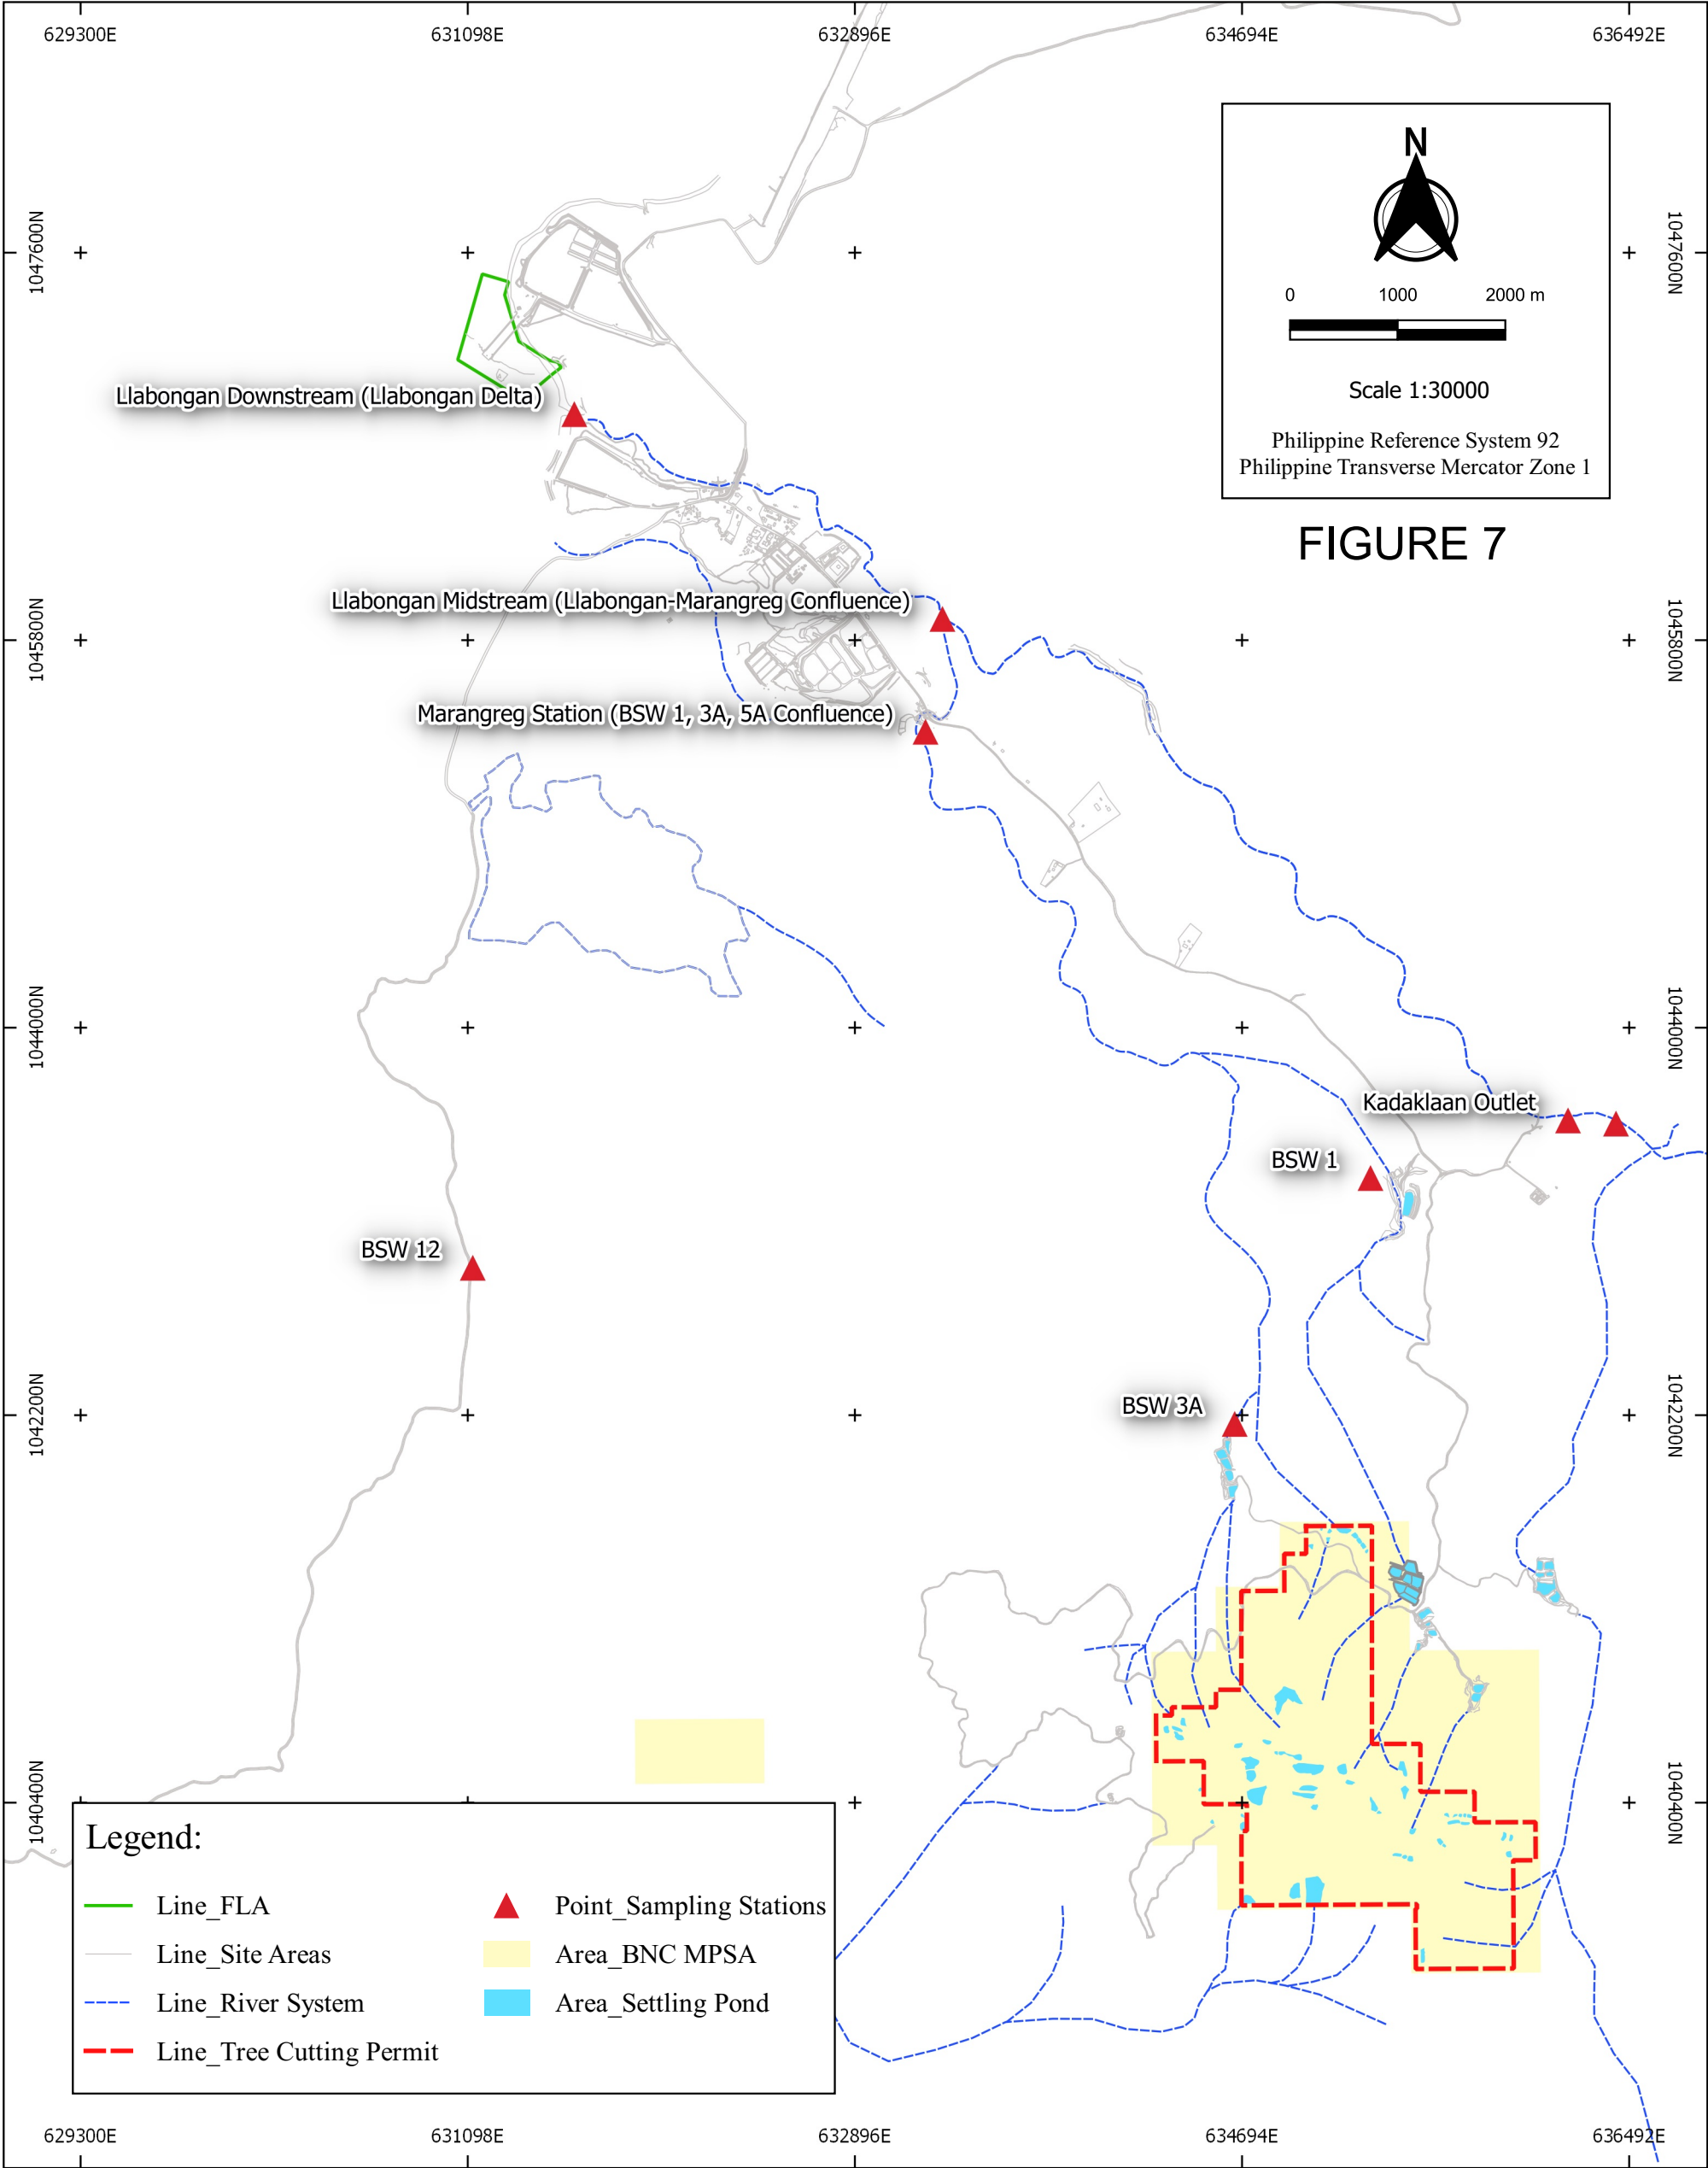 629300E 631098E 632896E 634694E 636492E
N
0 1000 2000 m
Scale 1:30000
Philippine Reference System 92
Philippine Transverse Mercator Zone 1
FIGURE 7
1047600N 1047600N
Llabongan Downstream (Llabongan Delta)
Llabongan Midstream (Llabongan-Marangreg Confluence)
1045800N 1045800N
Marangreg Station (BSW 1, 3A, 5A Confluence)
1044000N 1044000N
Kadaklaan Outlet
BSW 1
BSW 12
BSW 3A
1042200N 1042200N
1040400N 1040400N
Legend:
Line_FLA
Line_Site Areas
Line_River System
Line_Tree Cutting Permit
Point_Sampling Stations
Area_BNC MPSA
Area_Settling Pond
629300E 631098E 632896E 634694E 636492E